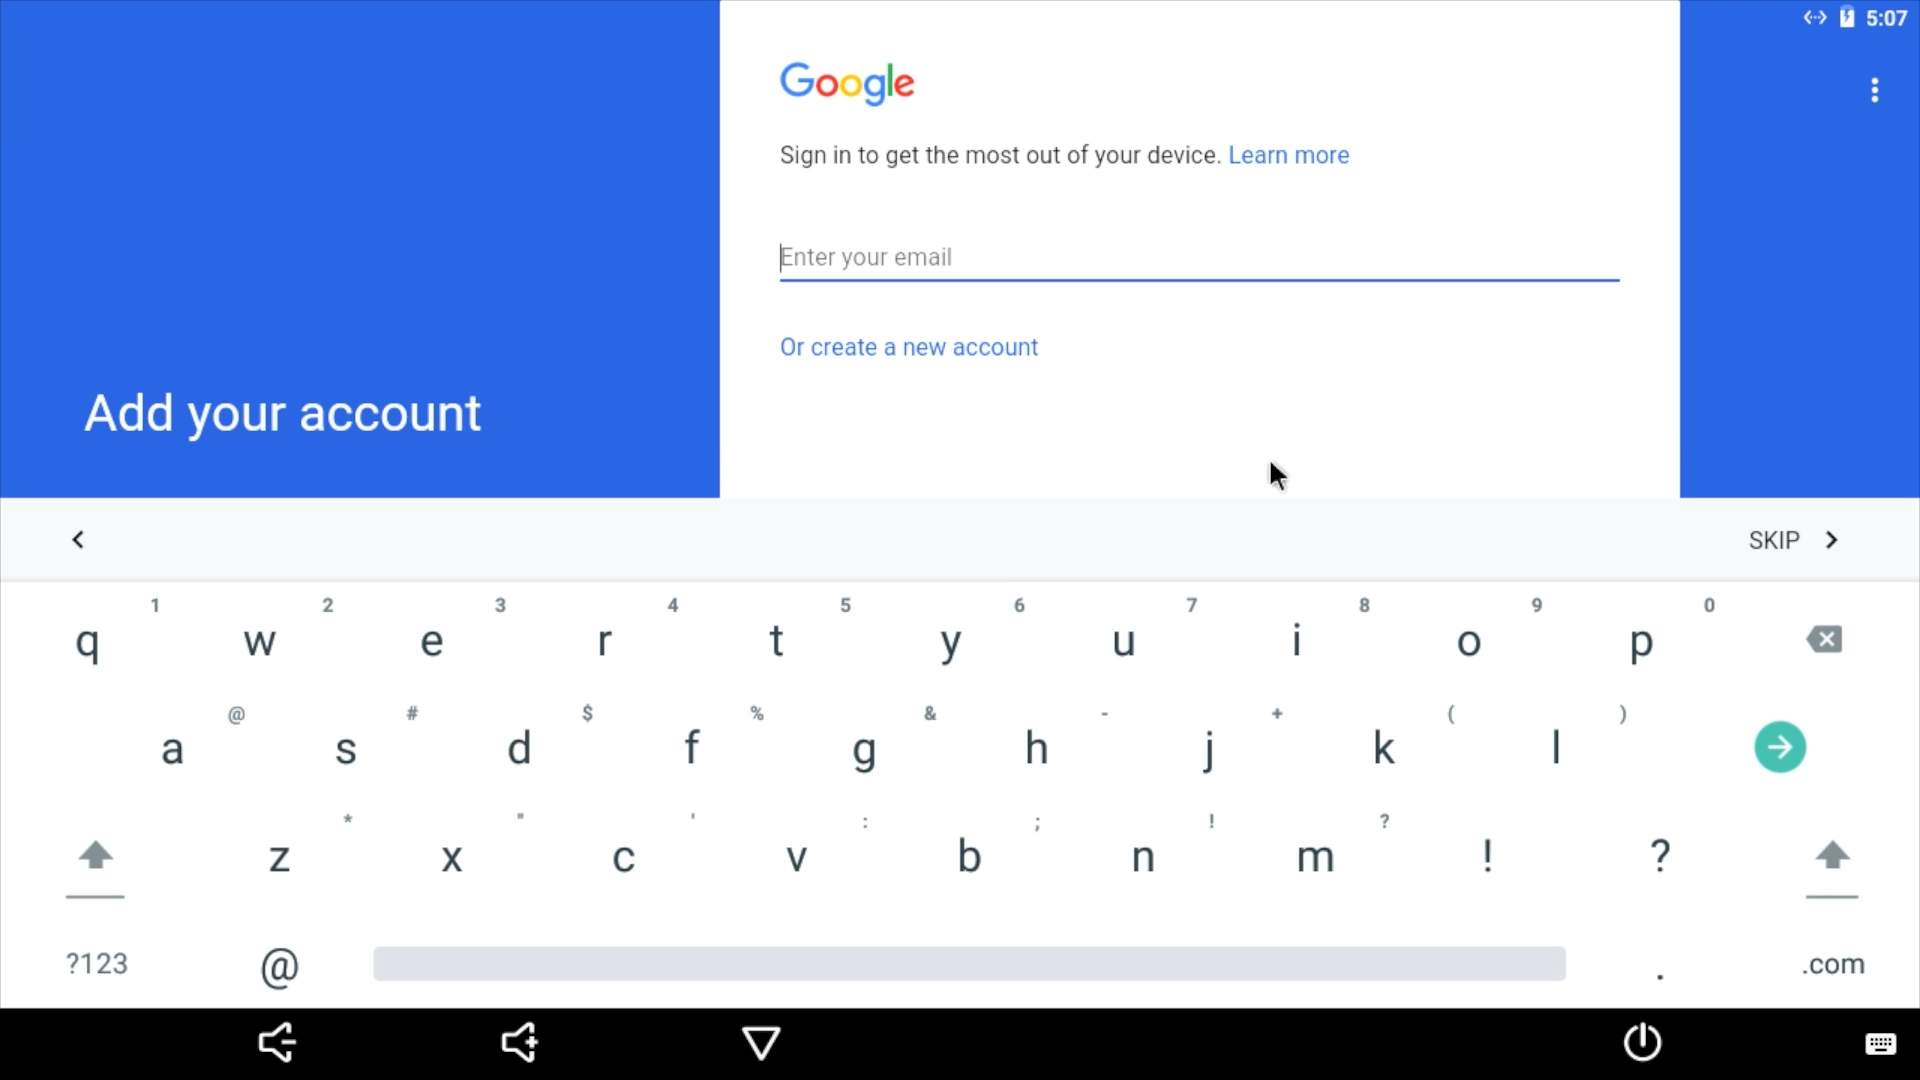 5:07
Google
Sign in to get the most out of your device. Learn more
Enter your email
Or create a new account
Add your account
SKIP
1 2 3 4 5 6 7 8 9 0
q w e r t y u i o p
@ # $ % & - + ( )
a s d f g h j k l
* " ' : ; ! ?
z x c v b n m ! ?
?123 @ . .com